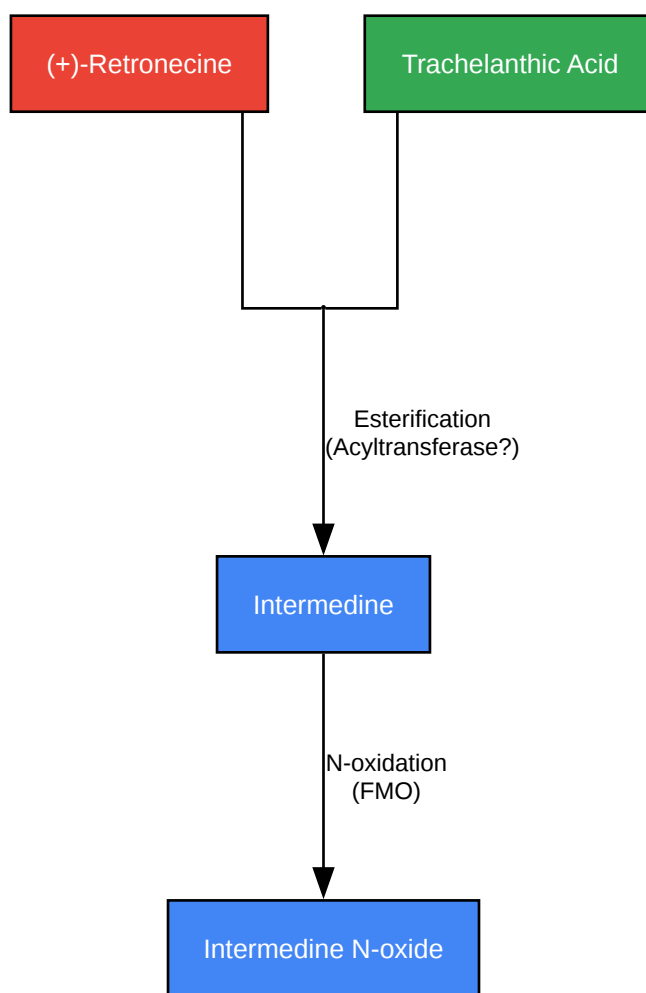 (+)-Retronecine
Trachelanthic Acid
Esterification
(Acyltransferase?)
Intermedine
N-oxidation
(FMO)
Intermedine N-oxide